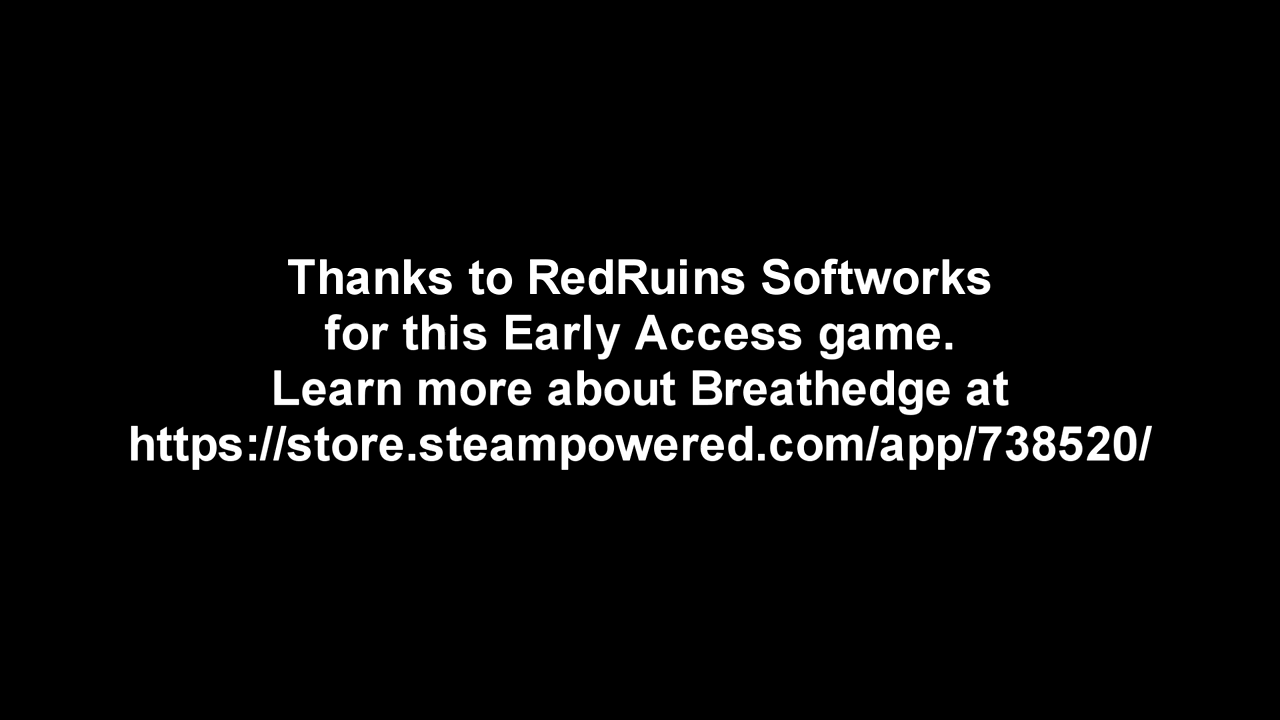 Thanks to RedRuins Softworks
for this Early Access game.
Learn more about Breathedge at
https://store.steampowered.com/app/738520/